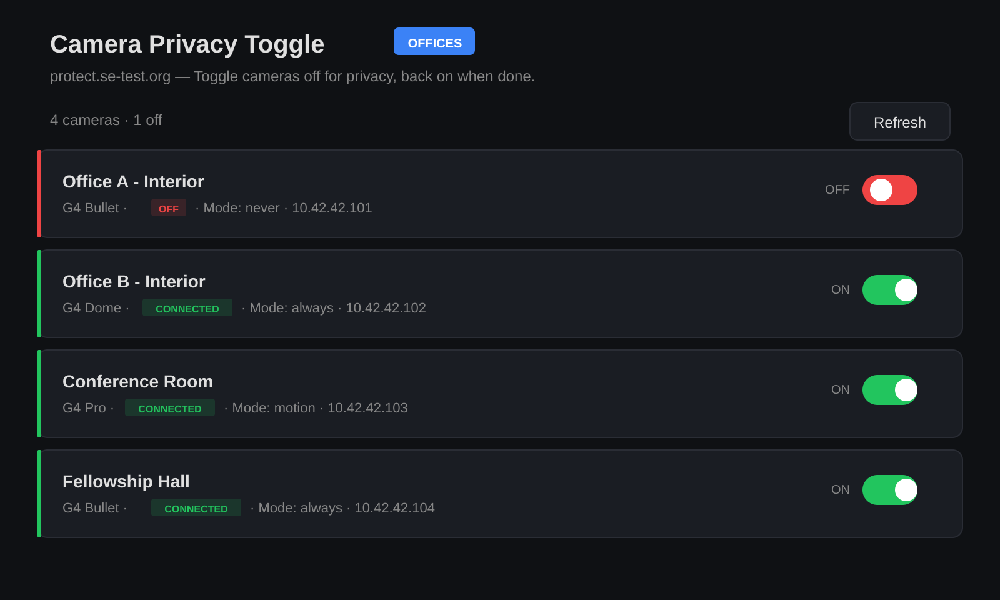 Camera Privacy Toggle OFFICES
protect.se-test.org — Toggle cameras off for privacy, back on when done.
4 cameras · 1 off Refresh
Office A - Interior
G4 Bullet · OFF · Mode: never · 10.42.42.101
OFF
Office B - Interior
G4 Dome · CONNECTED · Mode: always · 10.42.42.102
ON
Conference Room
G4 Pro · CONNECTED · Mode: motion · 10.42.42.103
ON
Fellowship Hall
G4 Bullet · CONNECTED · Mode: always · 10.42.42.104
ON